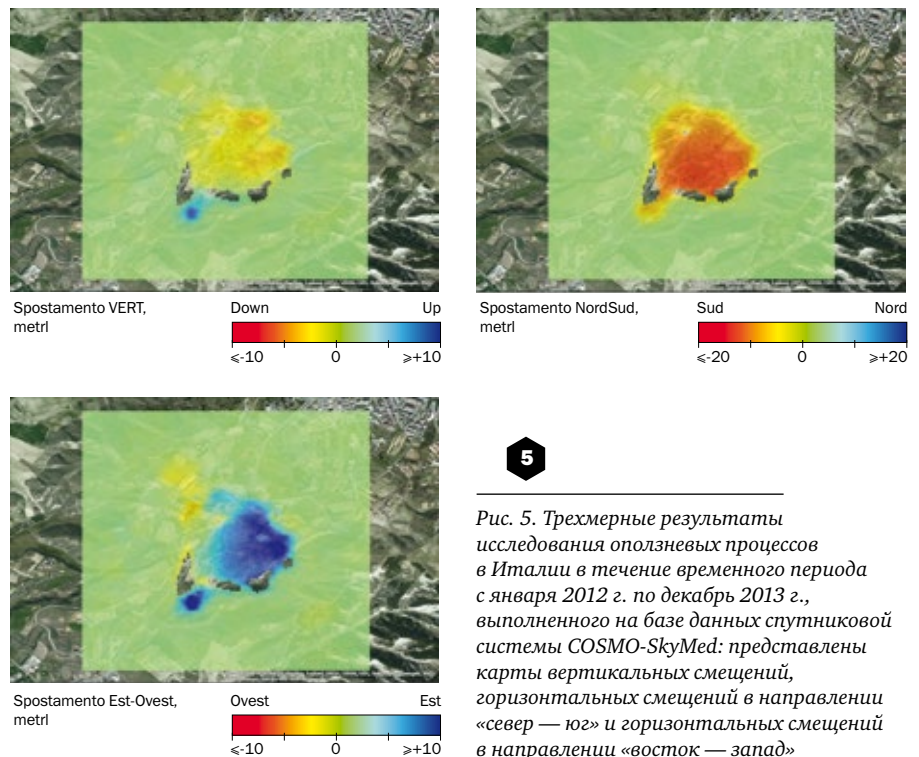 Spostamento VERT,
metrl
Down Up
⩽-10 0 ⩾+10
Spostamento NordSud,
metrl
Sud Nord
⩽-20 0 ⩾+20
Spostamento Est-Ovest,
metrl
Ovest Est
⩽-10 0 ⩾+10
5
Рис. 5. Трехмерные результаты
исследования оползневых процессов
в Италии в течение временного периода
с января 2012 г. по декабрь 2013 г.,
выполненного на базе данных спутниковой
системы COSMO-SkyMed: представлены
карты вертикальных смещений,
горизонтальных смещений в направлении
«север — юг» и горизонтальных смещений
в направлении «восток — запад»